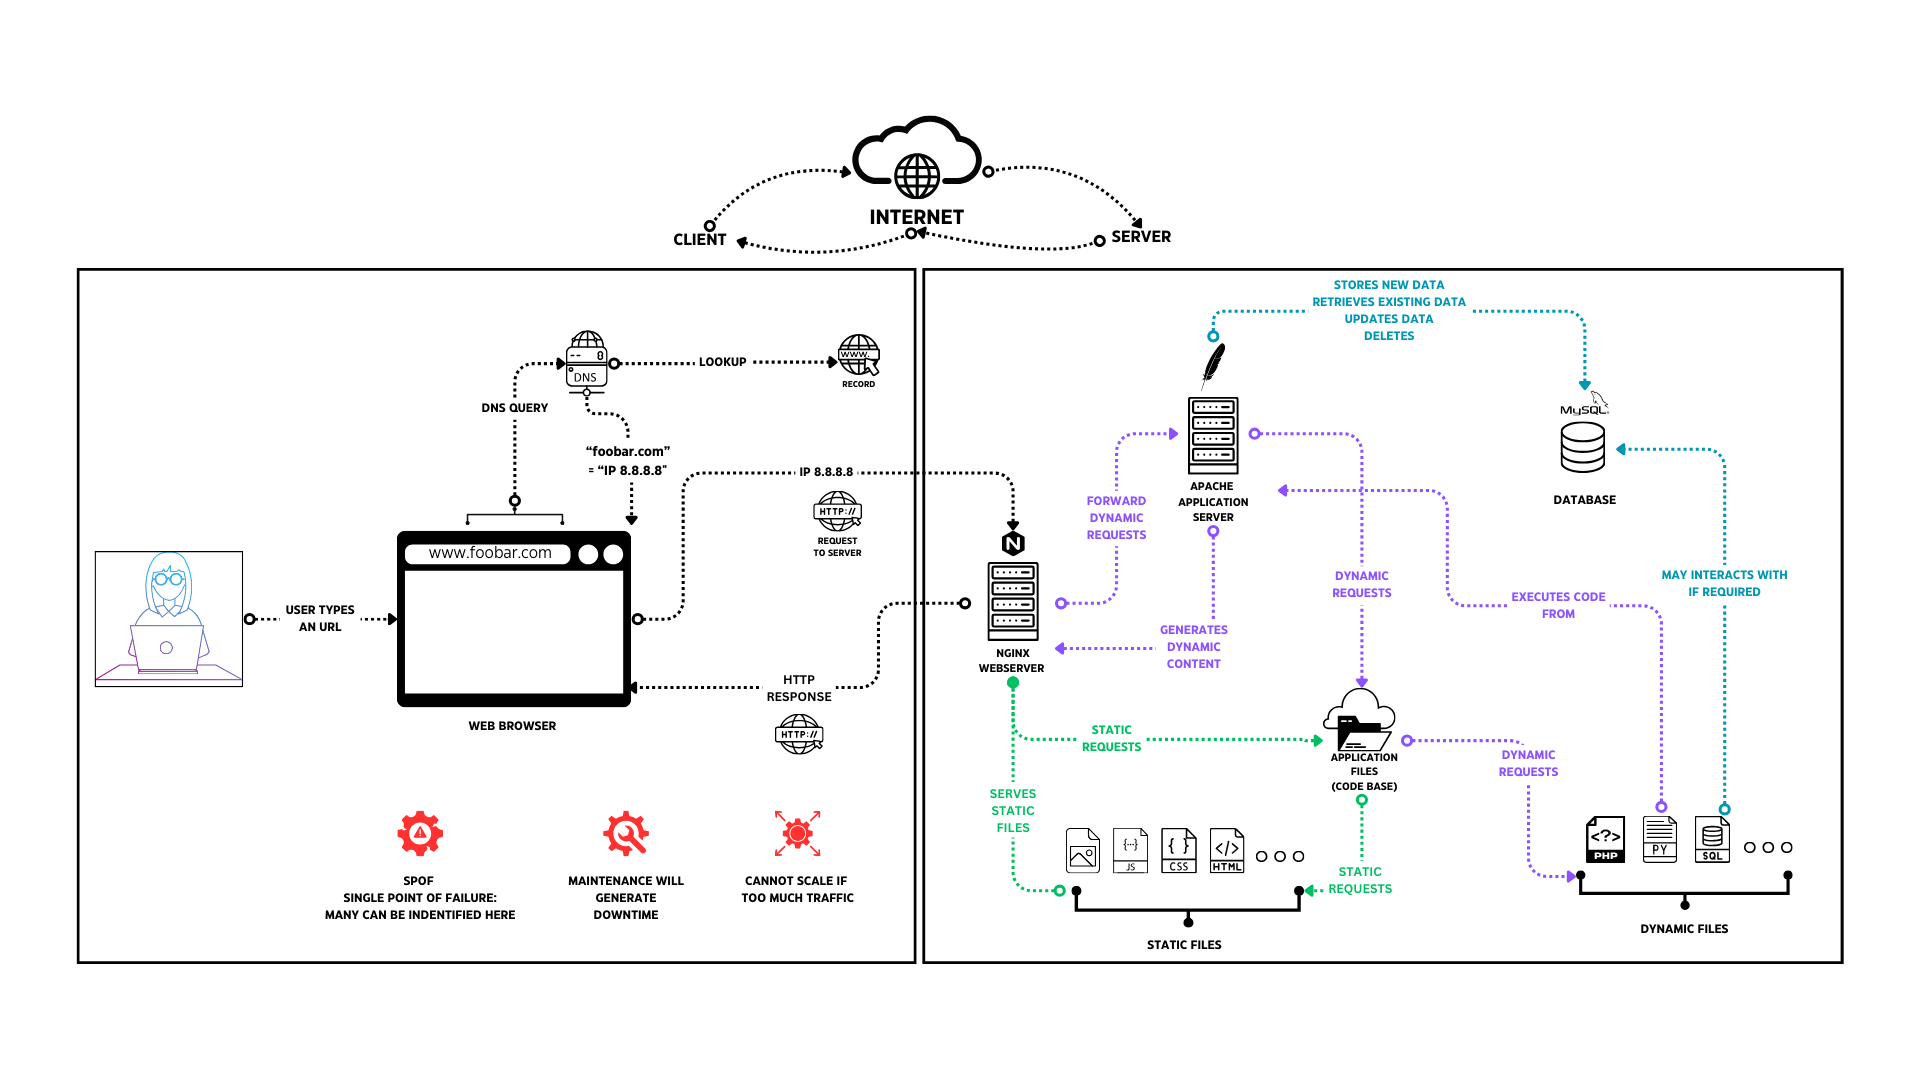 INTERNET
CLIENT
SERVER
DNS
LOOKUP
WWW.
RECORD
DNS QUERY
“foobar.com”
= “IP 8.8.8.8"
IP 8.8.8.8
HTTP://
REQUEST
TO SERVER
www.foobar.com
USER TYPES
AN URL
WEB BROWSER
HTTP
RESPONSE
HTTP://
SPOF
SINGLE POINT OF FAILURE:
MANY CAN BE INDENTIFIED HERE
MAINTENANCE WILL
GENERATE
DOWNTIME
CANNOT SCALE IF
TOO MUCH TRAFFIC
STORES NEW DATA
RETRIEVES EXISTING DATA
UPDATES DATA
DELETES
MySQL
DATABASE
APACHE
APPLICATION
SERVER
FORWARD
DYNAMIC
REQUESTS
N
NGINX
WEBSERVER
GENERATES
DYNAMIC
CONTENT
DYNAMIC
REQUESTS
EXECUTES CODE
FROM
MAY INTERACTS WITH
IF REQUIRED
STATIC
REQUESTS
APPLICATION
FILES
(CODE BASE)
DYNAMIC
REQUESTS
SERVES
STATIC
FILES
JS
CSS
HTML
STATIC
REQUESTS
STATIC FILES
PHP
PY
SQL
DYNAMIC FILES